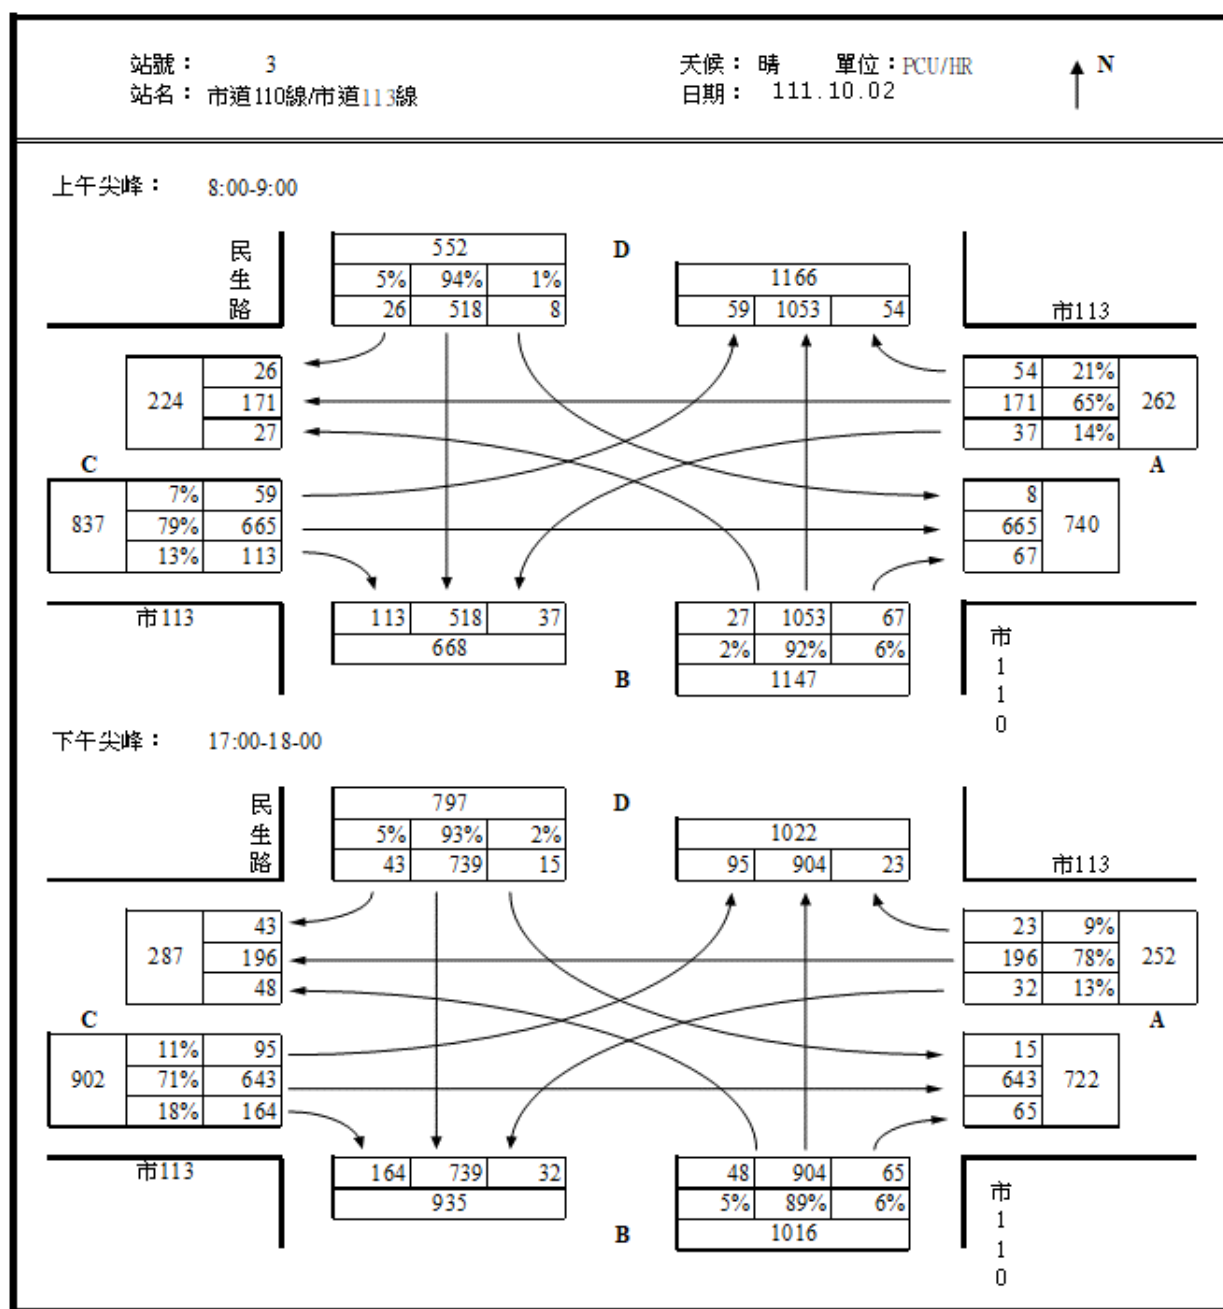 站號： 3 天候： 晴 單位：PCU/HR N
站名： 市道110線/市道113線 日期： 111.10.02
上午尖峰： 8:00-9:00
民生路
552
5% 94% 1%
26 518 8
D
1166
59 1053 54
市113
224
26
171
27
54 21%
171 65%
37 14%
262
C
A
837
7% 59
79% 665
13% 113
8
665
67
740
市113
113 518 37
668
B
27 1053 67
2% 92% 6%
1147
市110
下午尖峰： 17:00-18-00
民生路
797
5% 93% 2%
43 739 15
D
1022
95 904 23
市113
287
43
196
48
23 9%
196 78%
32 13%
252
C
A
902
11% 95
71% 643
18% 164
15
643
65
722
市113
164 739 32
935
B
48 904 65
5% 89% 6%
1016
市110